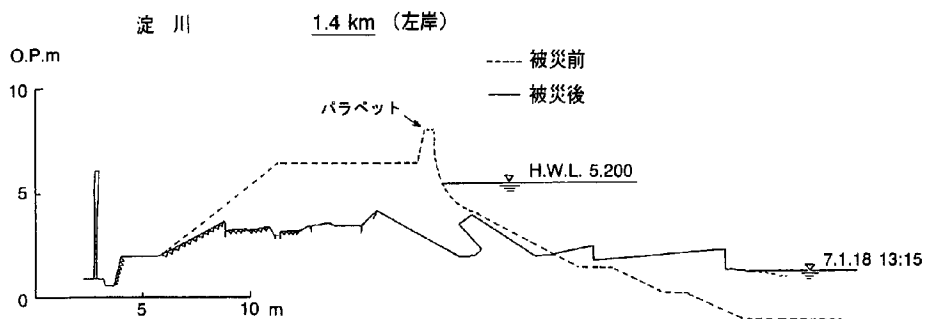 淀 川 1.4 km (左岸)
O.P.m
---- 被災前
— 被災後
10
パラペット
H.W.L. 5.200
5
7.1.18 13:15
0
5 10 m